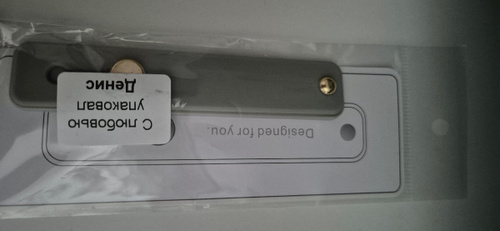 С любовью
упаковал
Денис
Designed for you.